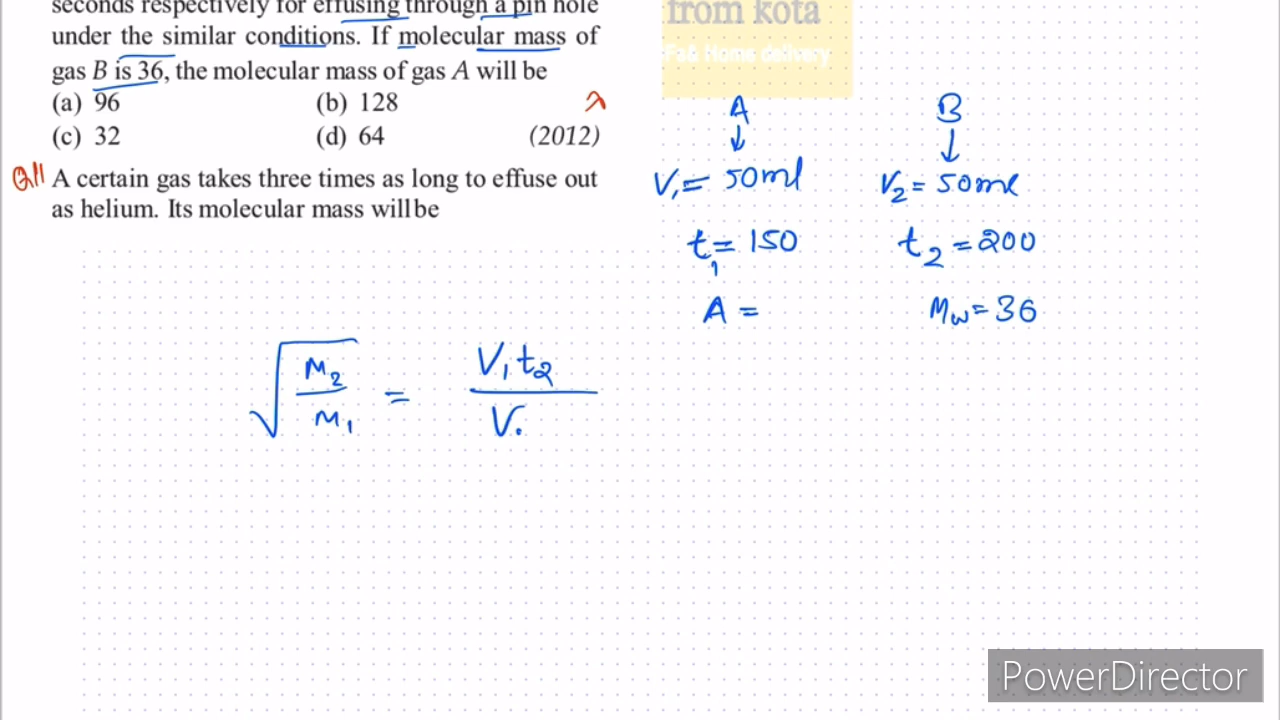 seconds respectively for effusing through a pin hole
under the similar conditions. If molecular mass of
gas B is 36, the molecular mass of gas A will be
(a) 96 (b) 128
(c) 32 (d) 64 (2012)
Q11 A certain gas takes three times as long to effuse out
as helium. Its molecular mass will be
from kota
A B
V₁ = 50ml V₂ = 50ml
t₁ = 150 t₂ = 200
A = Mw = 36
√(M₂/M₁) = V₁t₂/V.
PowerDirector